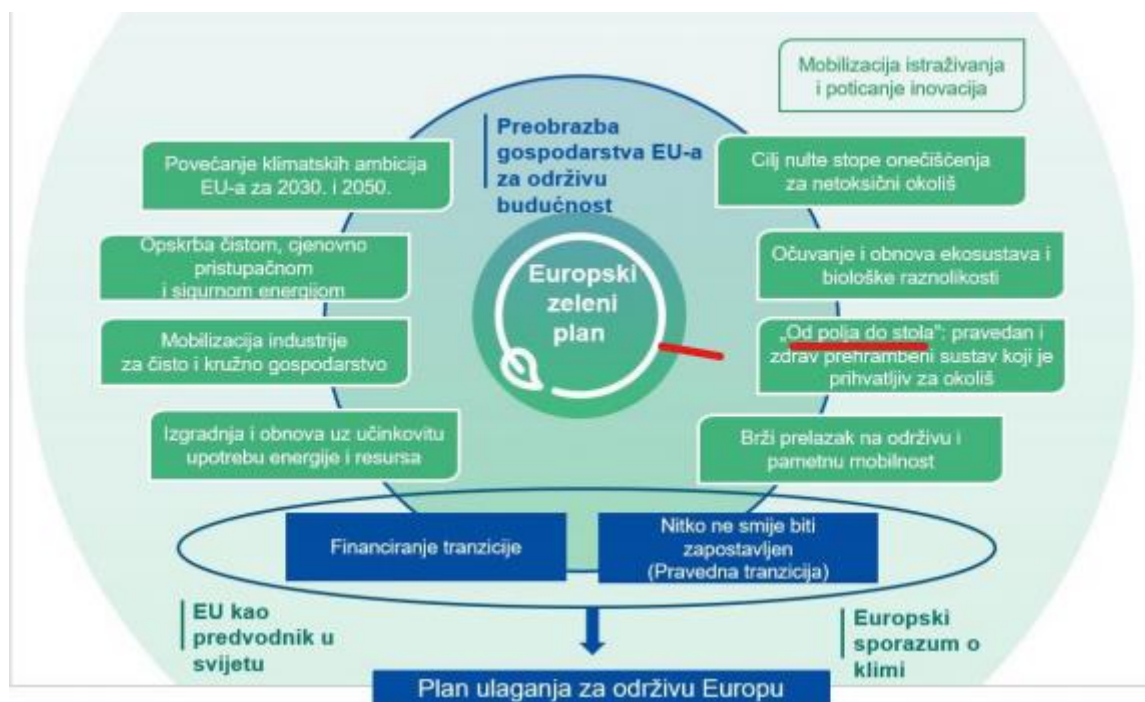 Mobilizacija istraživanja
i poticanje inovacija
Preobrazba
gospodarstva EU-a
za održivu
budućnost
Povećanje klimatskih ambicija
EU-a za 2030. i 2050.
Cilj nulte stope onečišćenja
za netoksični okoliš
Opskrba čistom, cjenovno
pristupačnom
i sigurnom energijom
Europski
zeleni
plan
Očuvanje i obnova ekosustava i
biološke raznolikosti
Mobilizacija industrije
za čisto i kružno gospodarstvo
„Od polja do stola": pravedan i
zdrav prehrambeni sustav koji je
prihvatljiv za okoliš
Izgradnja i obnova uz učinkovitu
upotrebu energije i resursa
Brži prelazak na održivu i
pametnu mobilnost
Financiranje tranzicije
Nitko ne smije biti
zapostavljen
(Pravedna tranzicija)
EU kao
predvodnik u
svijetu
Europski
sporazum o
klimi
Plan ulaganja za održivu Europu